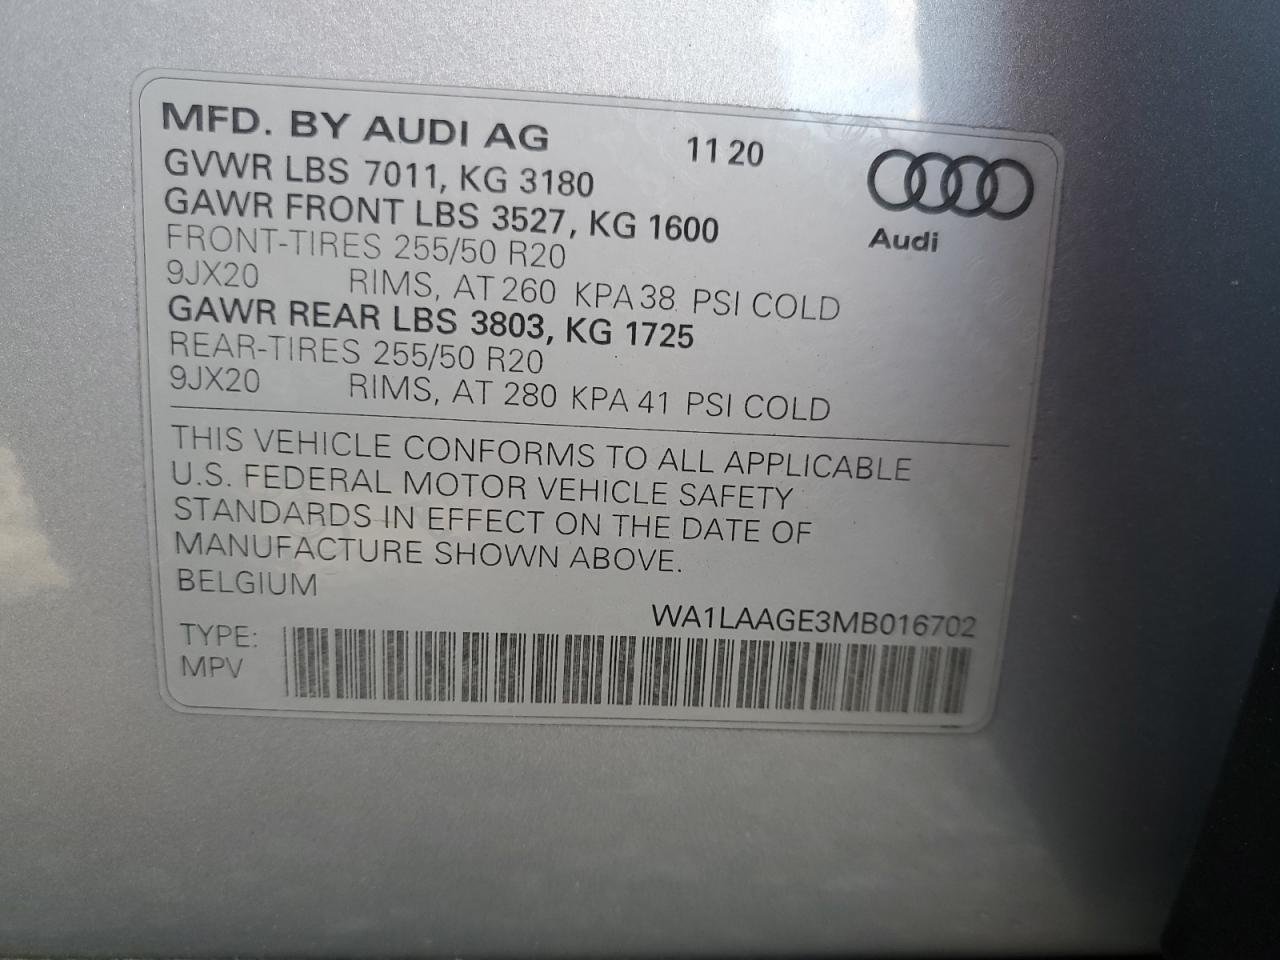 MFD. BY AUDI AG 11 20
GVWR LBS 7011, KG 3180
GAWR FRONT LBS 3527, KG 1600
Audi
FRONT-TIRES 255/50 R20
9JX20 RIMS, AT 260 KPA 38 PSI COLD
GAWR REAR LBS 3803, KG 1725
REAR-TIRES 255/50 R20
9JX20 RIMS, AT 280 KPA 41 PSI COLD
THIS VEHICLE CONFORMS TO ALL APPLICABLE
U.S. FEDERAL MOTOR VEHICLE SAFETY
STANDARDS IN EFFECT ON THE DATE OF
MANUFACTURE SHOWN ABOVE.
BELGIUM
WA1LAAGE3MB016702
TYPE:
MPV